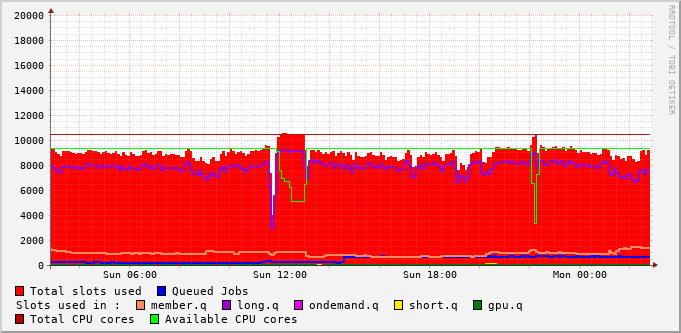 20000
18000
16000
14000
12000
10000
8000
6000
4000
2000
0
Sun 06:00 Sun 12:00 Sun 18:00 Mon 00:00
Total slots used Queued Jobs
Slots used in : member.q long.q ondemand.q short.q gpu.q
Total CPU cores Available CPU cores
RRDTOOL / TOBI OETIKER